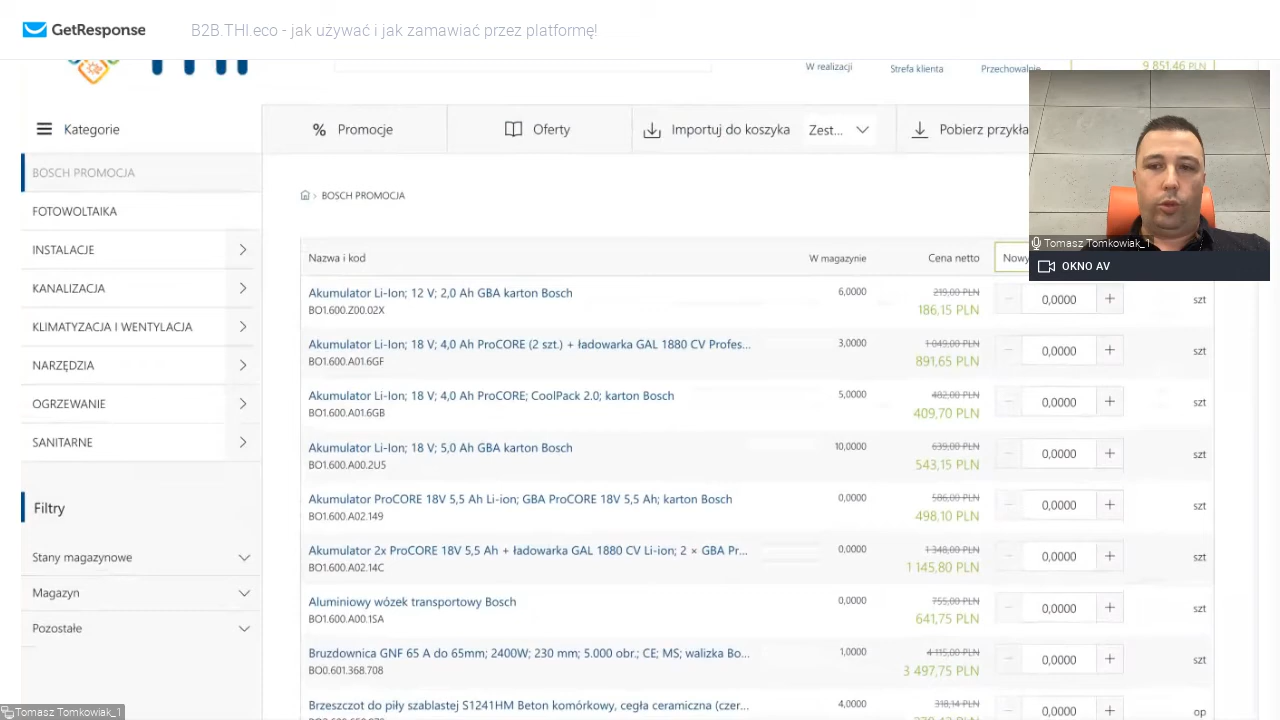 GetResponse
B2B.THI.eco - jak używać i jak zamawiać przez platformę!
W realizacji
Strefa klienta
Przechowalnie
9 851,46 PLN
Kategorie
Promocje
Oferty
Importuj do koszyka
Zest...
Pobierz przykła
BOSCH PROMOCJA
FOTOWOLTAIKA
INSTALACJE
KANALIZACJA
KLIMATYZACJA I WENTYLACJA
NARZĘDZIA
OGRZEWANIE
SANITARNE
Filtry
Stany magazynowe
Magazyn
Pozostałe
BOSCH PROMOCJA
Nazwa i kod W magazynie Cena netto Nowy
Akumulator Li-Ion; 12 V; 2,0 Ah GBA karton Bosch 6,0000 219,00 PLN
BO1.600.Z00.02X 186,15 PLN 0,0000 szt
Akumulator Li-Ion; 18 V; 4,0 Ah ProCORE (2 szt.) + ładowarka GAL 1880 CV Profes... 3,0000 1 049,00 PLN
BO1.600.A01.6GF 891,65 PLN 0,0000 szt
Akumulator Li-Ion; 18 V; 4,0 Ah ProCORE; CoolPack 2.0; karton Bosch 5,0000 482,00 PLN
BO1.600.A01.6GB 409,70 PLN 0,0000 szt
Akumulator Li-Ion; 18 V; 5,0 Ah GBA karton Bosch 10,0000 639,00 PLN
BO1.600.A00.2U5 543,15 PLN 0,0000 szt
Akumulator ProCORE 18V 5,5 Ah Li-ion; GBA ProCORE 18V 5,5 Ah; karton Bosch 0,0000 586,00 PLN
BO1.600.A02.149 498,10 PLN 0,0000 szt
Akumulator 2x ProCORE 18V 5,5 Ah + ładowarka GAL 1880 CV Li-ion; 2 × GBA Pr... 0,0000 1 348,00 PLN
BO1.600.A02.14C 1 145,80 PLN 0,0000 szt
Aluminiowy wózek transportowy Bosch 0,0000 755,00 PLN
BO1.600.A00.1SA 641,75 PLN 0,0000 szt
Bruzdownica GNF 65 A do 65mm; 2400W; 230 mm; 5.000 obr.; CE; MS; walizka Bo... 1,0000 4 115,00 PLN
BO0.601.368.708 3 497,75 PLN 0,0000 szt
Brzeszczot do piły szablastej S1241HM Beton komórkowy, cegła ceramiczna (czer... 4,0000 318,14 PLN
0,0000 op
Tomasz Tomkowiak_1
OKNO AV
Tomasz Tomkowiak_1